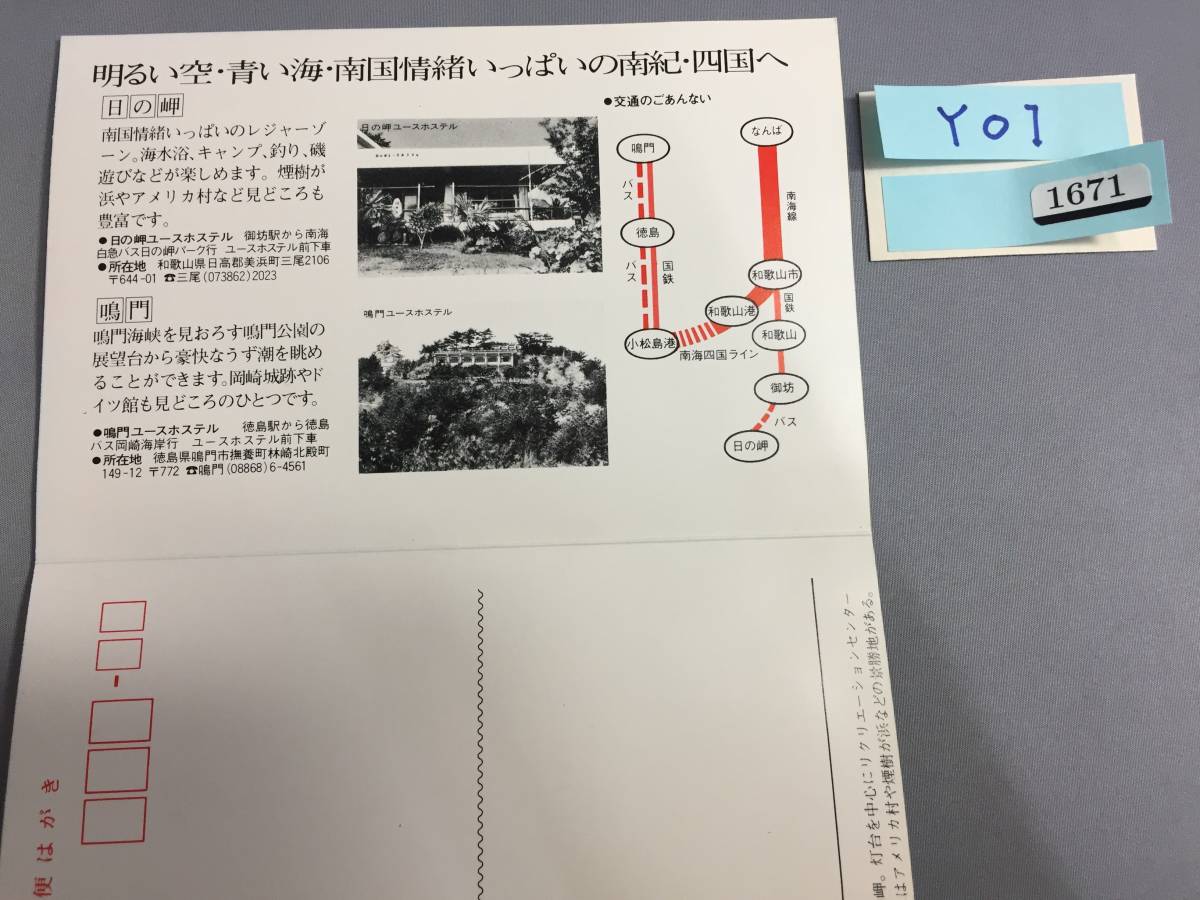 明るい空・青い海・南国情緒いっぱいの南紀・四国へ
日の岬
南国情緒いっぱいのレジャーゾ
ーン。海水浴、キャンプ、釣り、磯
遊びなどが楽しめます。煙樹が
浜やアメリカ村など見どころも
豊富です。
●日の岬ユースホステル 御坊駅から南海
白急バス日の岬パーク行 ユースホステル前下車
●所在地 和歌山県日高郡美浜町三尾2106
〒644-01 ☎三尾(073862)2023
鳴門
鳴門海峡を見おろす鳴門公園の
展望台から豪快なうず潮を眺め
ることができます。岡崎城跡やド
イツ館も見どころのひとつです。
●鳴門ユースホステル 徳島駅から徳島
バス岡崎海岸行 ユースホステル前下車
●所在地 徳島県鳴門市撫養町林崎北殿町
149-12 〒772 ☎鳴門(08868)6-4561
日の岬ユースホステル
鳴門ユースホステル
●交通のごあんない
鳴門
バス
徳島
バス
国鉄
小松島港
南海四国ライン
なんば
南海線
和歌山市
和歌山港
国鉄
和歌山
御坊
バス
日の岬
Y01
1671
便はがき
岬。灯台を中心にリクリエーションセンター
はアメリカ村や煙樹が浜などの景勝地がある。